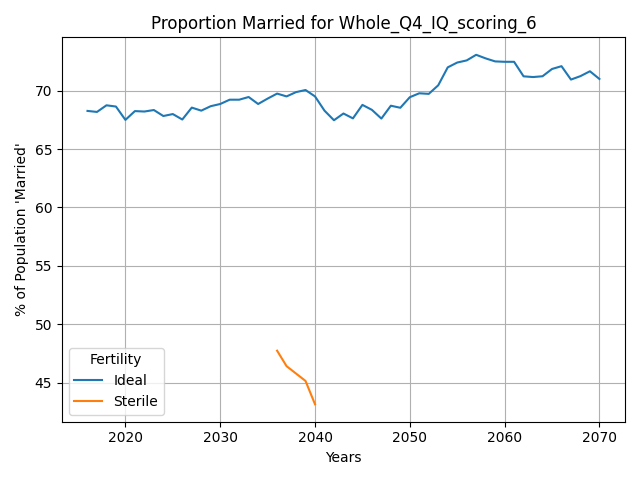 Proportion Married for Whole_Q4_IQ_scoring_6
% of Population 'Married'
70
65
60
55
50
45
Fertility
Ideal
Sterile
2020 2030 2040 2050 2060 2070
Years